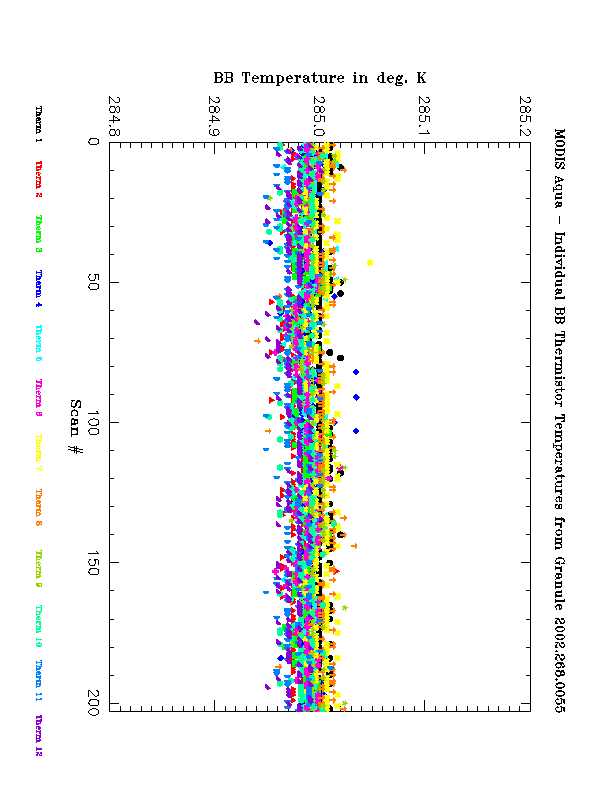 MODIS Aqua - Individual BB Thermistor Temperatures from Granule 2002.268.0055
BB Temperature in deg. K
285.2
285.1
285.0
284.9
284.8
0 50 100 150 200
Scan #
Therm 1 Therm 2 Therm 3 Therm 4 Therm 5 Therm 6 Therm 7 Therm 8 Therm 9 Therm 10 Therm 11 Therm 12